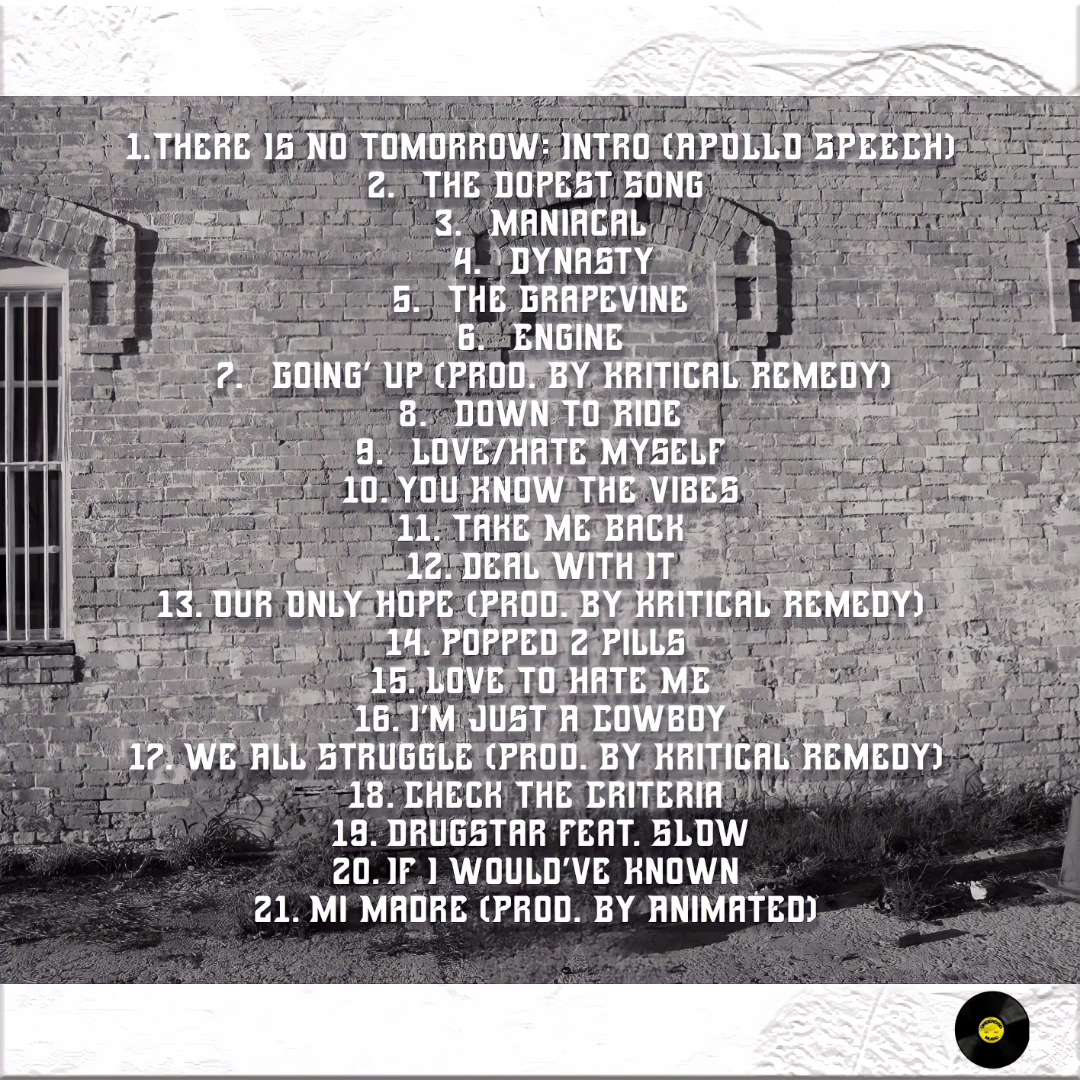 1.THERE IS NO TOMORROW: INTRO (APOLLO SPEECH)
2. THE DOPEST SONG
3. MANIACAL
4. DYNASTY
5. THE GRAPEVINE
6. ENGINE
7. GOING' UP (PROD. BY KRITICAL REMEDY)
8. DOWN TO RIDE
9. LOVE/HATE MYSELF
10. YOU KNOW THE VIBES
11. TAKE ME BACK
12. DEAL WITH IT
13. OUR ONLY HOPE (PROD. BY KRITICAL REMEDY)
14. POPPED 2 PILLS
15. LOVE TO HATE ME
16. I'M JUST A COWBOY
17. WE ALL STRUGGLE (PROD. BY KRITICAL REMEDY)
18. CHECK THE CRITERIA
19. DRUGSTAR FEAT. SLOW
20. IF I WOULD'VE KNOWN
21. MI MADRE (PROD. BY ANIMATED)
MUSIC